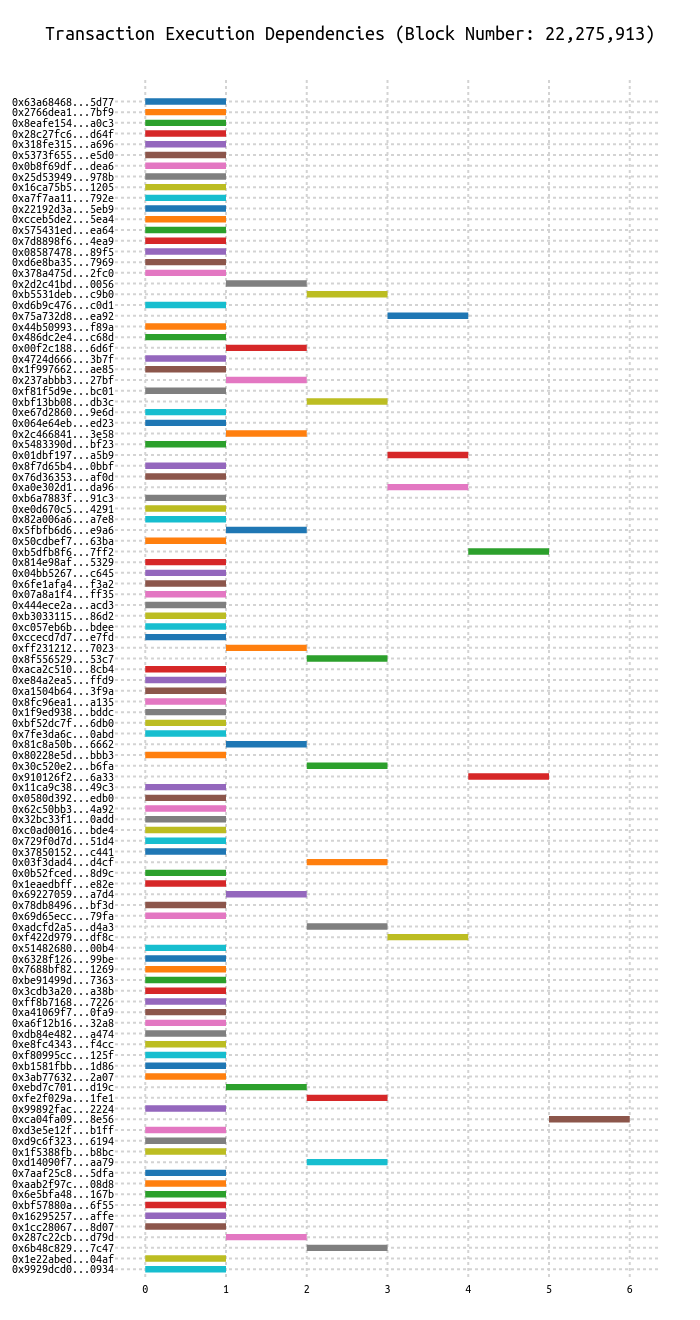 Transaction Execution Dependencies (Block Number: 22,275,913)
0x63a68468...5d77
0x2766dea1...7bf9
0x8eafe154...a0c3
0x28c27fc6...d64f
0x318fe315...a696
0x5373f655...e5d0
0x0b8f69df...dea6
0x25d53949...978b
0x16ca75b5...1205
0xa7f7aa11...792e
0x22192d3a...5eb9
0xcceb5de2...5ea4
0x575431ed...ea64
0x7d8898f6...4ea9
0x08587478...89f5
0xd6e8ba35...7969
0x378a475d...2fc0
0x2d2c41bd...0056
0xb5531deb...c9b0
0xd6b9c476...c0d1
0x75a732d8...ea92
0x44b50993...f89a
0x486dc2e4...c68d
0x00f2c188...6d6f
0x4724d666...3b7f
0x1f997662...ae85
0x237abbb3...27bf
0xf81f5d9e...bc01
0xbf13bb08...db3c
0xe67d2860...9e6d
0x064e64eb...ed23
0x2c466841...3e58
0x5483390d...bf23
0x01dbf197...a5b9
0x8f7d65b4...0bbf
0x76d36353...af0d
0xa0e302d1...da96
0xb6a7883f...91c3
0xe0d670c5...4291
0x82a006a6...a7e8
0x5fbfb6d6...e9a6
0x50cdbef7...63ba
0xb5dfb8f6...7ff2
0x814e98af...5329
0x04bb5267...c645
0x6fe1afa4...f3a2
0x07a8a1f4...ff35
0x444ece2a...acd3
0xb3033115...86d2
0xc057eb6b...bdee
0xccecd7d7...e7fd
0xff231212...7023
0x8f556529...53c7
0xaca2c510...8cb4
0xe84a2ea5...ffd9
0xa1504b64...3f9a
0x8fc96ea1...a135
0x1f9ed938...bddc
0xbf52dc7f...6db0
0x7fe3da6c...0abd
0x81c8a50b...6662
0x80228e5d...bbb3
0x30c520e2...b6fa
0x910126f2...6a33
0x11ca9c38...49c3
0x0580d392...edb0
0x62c50bb3...4a92
0x32bc33f1...0add
0xc0ad0016...bde4
0x729f0d7d...51d4
0x37850152...c441
0x03f3dad4...d4cf
0x0b52fced...8d9c
0x1eaedbff...e82e
0x69227059...a7d4
0x78db8496...bf3d
0x69d65ecc...79fa
0xadcfd2a5...d4a3
0xf422d979...df8c
0x51482680...00b4
0x6328f126...99be
0x7688bf82...1269
0xbe91499d...7363
0x3cdb3a20...a38b
0xff8b7168...7226
0xa41069f7...0fa9
0xa6f12b16...32a8
0xdb84e482...a474
0xe8fc4343...f4cc
0xf80995cc...125f
0xb1581fbb...1d86
0x3ab77632...2a07
0xebd7c701...d19c
0xfe2f029a...1fe1
0x99892fac...2224
0xca04fa09...8e56
0xd3e5e12f...b1ff
0xd9c6f323...6194
0x1f5388fb...b8bc
0xd14090f7...aa79
0x7aaf25c8...5dfa
0xaab2f97c...08d8
0x6e5bfa48...167b
0xbf57880a...6f55
0x16295257...affe
0x1cc28067...8d07
0x287c22cb...d79d
0x6b48c829...7c47
0x1e22abed...04af
0x9929dcd0...0934
0 1 2 3 4 5 6